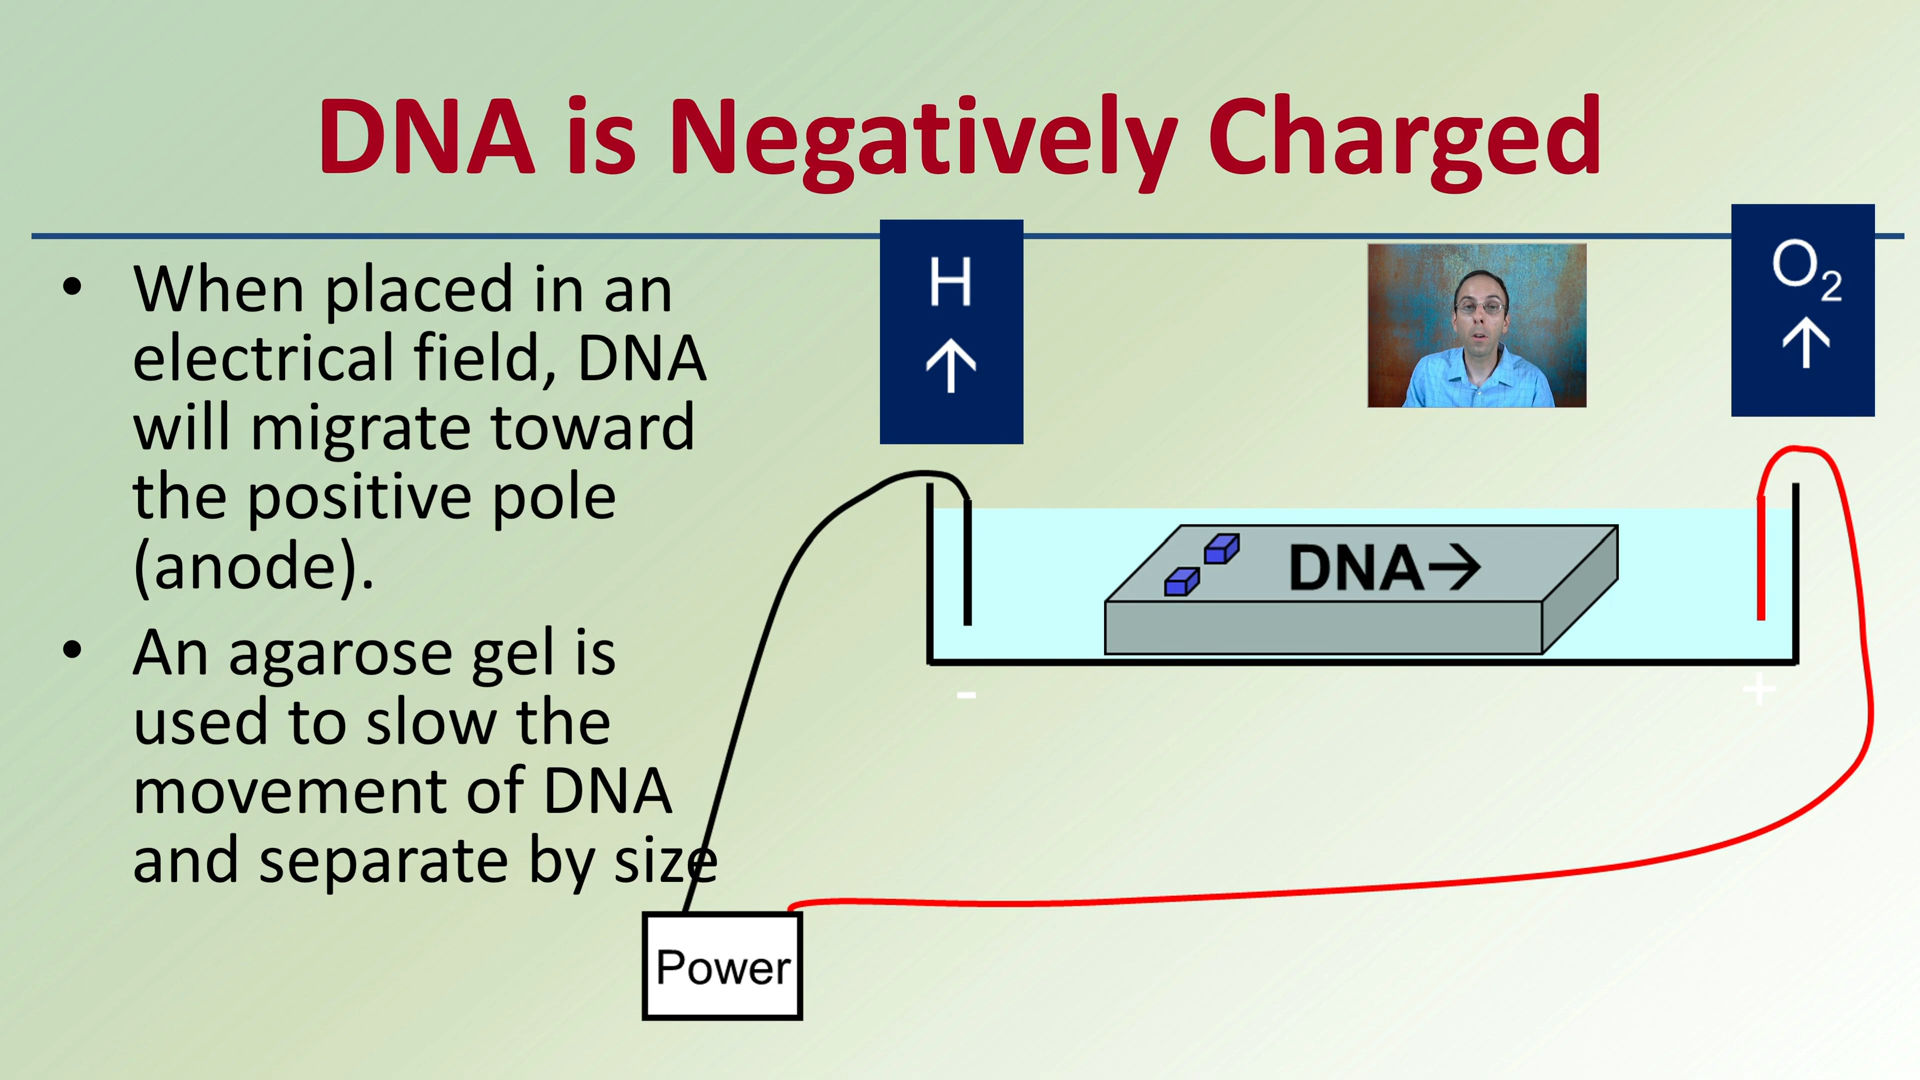 DNA is Negatively Charged
• When placed in an
electrical field, DNA
will migrate toward
the positive pole
(anode).
• An agarose gel is
used to slow the
movement of DNA
and separate by size
H
↑
O₂
↑
DNA→
-
+
Power